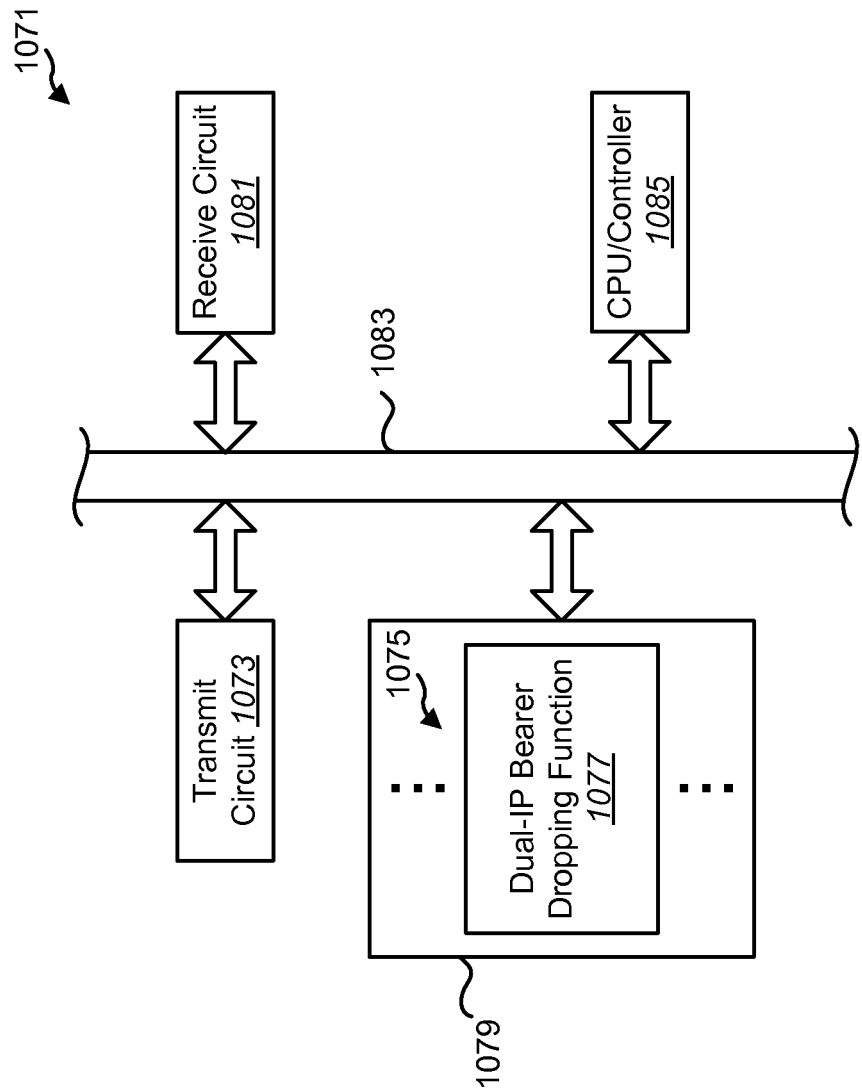 1071
Receive Circuit
1081
CPU/Controller
1085
1083
Transmit
Circuit 1073
1075
Dual-IP Bearer
Dropping Function
1077
1079